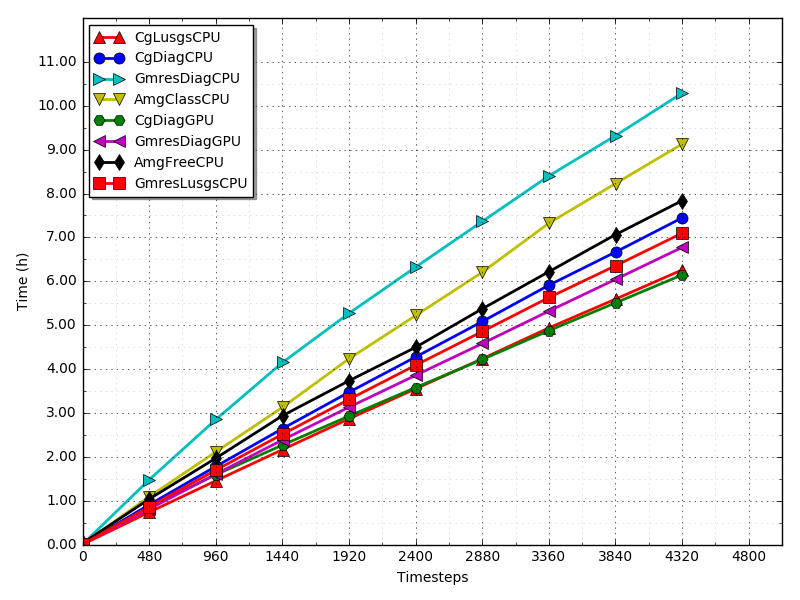 CgLusgsCPU
CgDiagCPU
GmresDiagCPU
AmgClassCPU
CgDiagGPU
GmresDiagGPU
AmgFreeCPU
GmresLusgsCPU
11.00
10.00
9.00
8.00
7.00
6.00
5.00
4.00
3.00
2.00
1.00
0.00
Time (h)
0 480 960 1440 1920 2400 2880 3360 3840 4320 4800
Timesteps